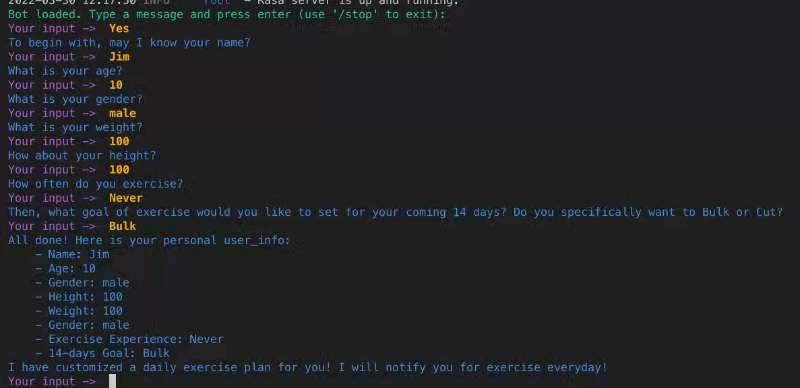 2022-03-30 12:17:50 INFO root - Rasa server is up and running.
Bot loaded. Type a message and press enter (use '/stop' to exit):
Your input -> Yes
To begin with, may I know your name?
Your input -> Jim
What is your age?
Your input -> 10
What is your gender?
Your input -> male
What is your weight?
Your input -> 100
How about your height?
Your input -> 100
How often do you exercise?
Your input -> Never
Then, what goal of exercise would you like to set for your coming 14 days? Do you specifically want to Bulk or Cut?
Your input -> Bulk
All done! Here is your personal user_info:
- Name: Jim
- Age: 10
- Gender: male
- Height: 100
- Weight: 100
- Gender: male
- Exercise Experience: Never
- 14-days Goal: Bulk
I have customized a daily exercise plan for you! I will notify you for exercise everyday!
Your input ->